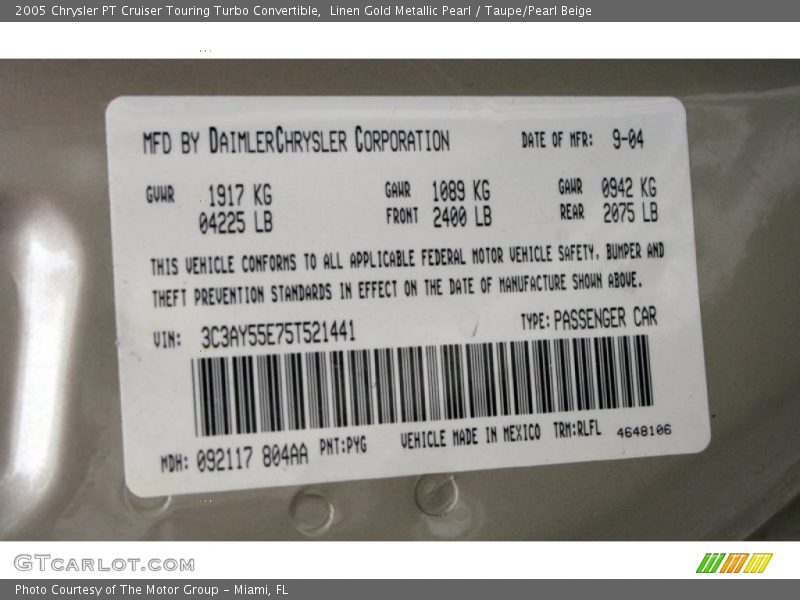 2005 Chrysler PT Cruiser Touring Turbo Convertible,  Linen Gold Metallic Pearl / Taupe/Pearl Beige
MFD BY DAIMLERCHRYSLER CORPORATION DATE OF MFR: 9-04
GVWR 1917 KG GAWR 1089 KG GAWR 0942 KG
04225 LB FRONT 2400 LB REAR 2075 LB
THIS VEHICLE CONFORMS TO ALL APPLICABLE FEDERAL MOTOR VEHICLE SAFETY, BUMPER AND
THEFT PREVENTION STANDARDS IN EFFECT ON THE DATE OF MANUFACTURE SHOWN ABOVE.
VIN: 3C3AY55E75T521441 TYPE: PASSENGER CAR
MDH: 092117 804AA PNT:PYG VEHICLE MADE IN MEXICO TRM:RLFL 4648106
GTCARLOT.COM
Photo Courtesy of The Motor Group - Miami, FL